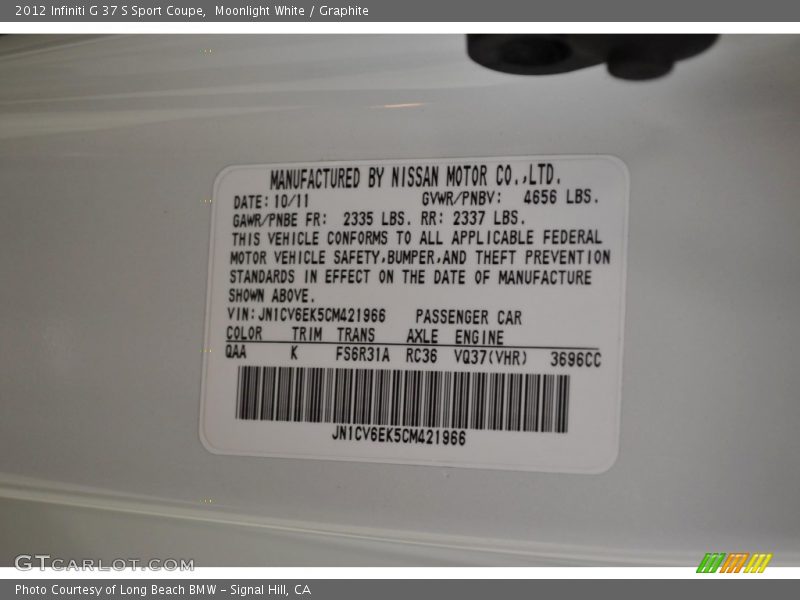 2012 Infiniti G 37 S Sport Coupe,  Moonlight White / Graphite
MANUFACTURED BY NISSAN MOTOR CO.,LTD.
DATE: 10/11 GVWR/PNBV: 4656 LBS.
GAWR/PNBE FR: 2335 LBS. RR: 2337 LBS.
THIS VEHICLE CONFORMS TO ALL APPLICABLE FEDERAL
MOTOR VEHICLE SAFETY,BUMPER,AND THEFT PREVENTION
STANDARDS IN EFFECT ON THE DATE OF MANUFACTURE
SHOWN ABOVE.
VIN: JN1CV6EK5CM421966 PASSENGER CAR
COLOR TRIM TRANS AXLE ENGINE
QAA K FS6R31A RC36 VQ37(VHR) 3696CC
JN1CV6EK5CM421966
GTCARLOT.COM
Photo Courtesy of Long Beach BMW - Signal Hill, CA